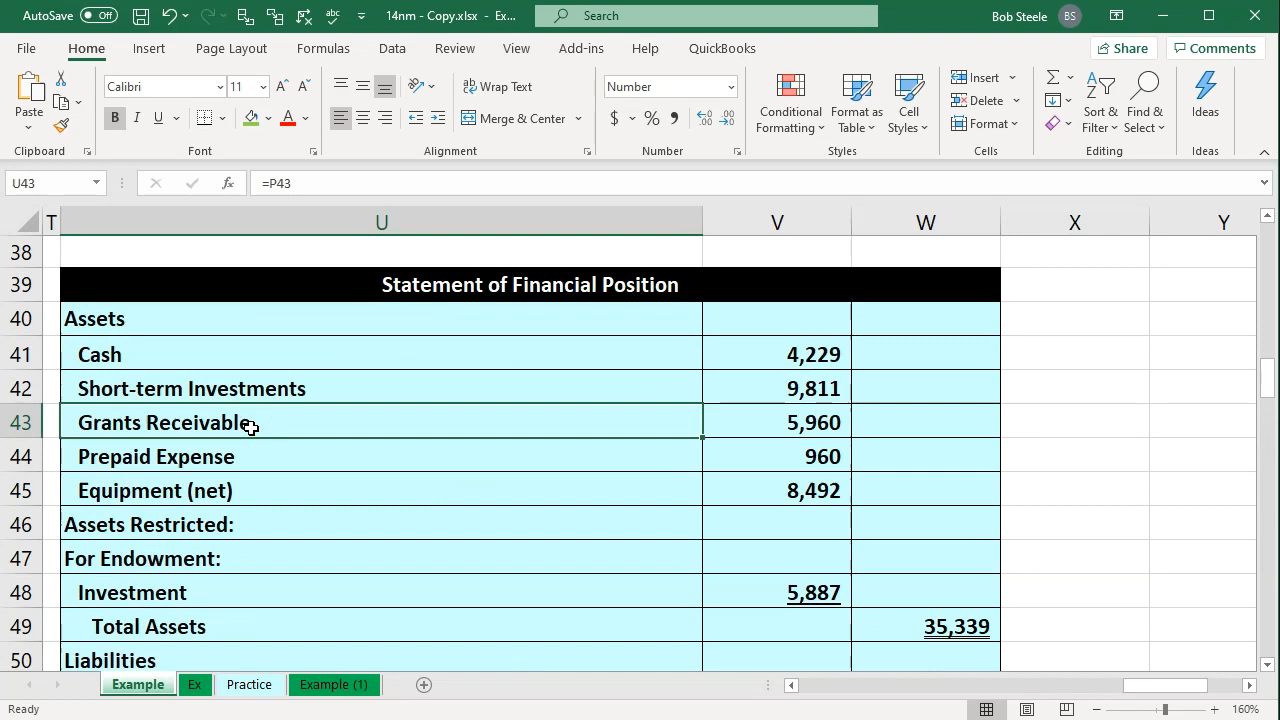 AutoSave Off 14nm - Copy.xlsx - Ex... Search Bob Steele BS
File Home Insert Page Layout Formulas Data Review View Add-ins Help QuickBooks Share Comments
Paste Calibri 11 Wrap Text Number Conditional Formatting Format as Table Cell Styles Insert Sort & Filter Find & Select Ideas
B I U Merge & Center $ % Delete
Format
Clipboard Font Alignment Number Styles Cells Editing Ideas
U43 fx =P43
T U V W X Y
38
39 Statement of Financial Position
40 Assets
41 Cash 4,229
42 Short-term Investments 9,811
43 Grants Receivable 5,960
44 Prepaid Expense 960
45 Equipment (net) 8,492
46 Assets Restricted:
47 For Endowment:
48 Investment 5,887
49 Total Assets 35,339
50 Liabilities
Example Ex Practice Example (1)
Ready 160%